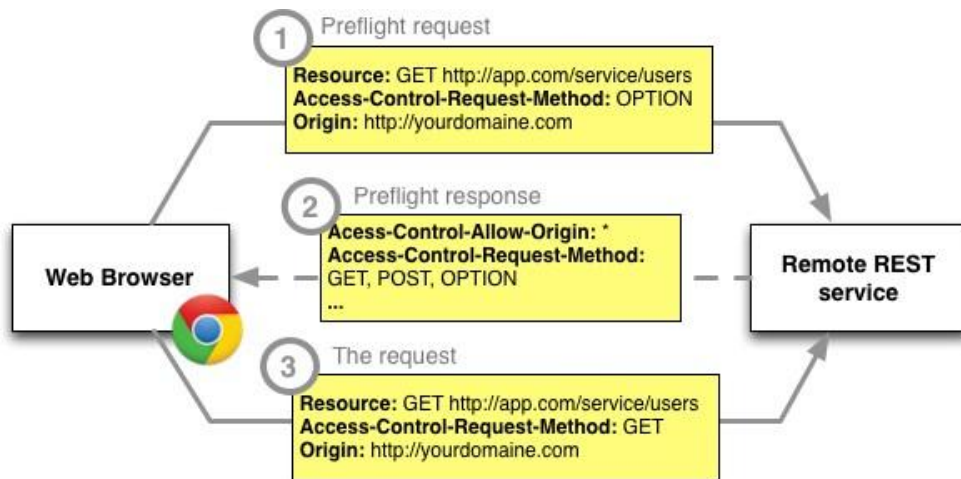 1 Preflight request
Resource: GET http://app.com/service/users
Access-Control-Request-Method: OPTION
Origin: http://yourdomaine.com
2 Preflight response
Acess-Control-Allow-Origin: *
Access-Control-Request-Method:
GET, POST, OPTION
...
Web Browser
Remote REST
service
3 The request
Resource: GET http://app.com/service/users
Access-Control-Request-Method: GET
Origin: http://yourdomaine.com